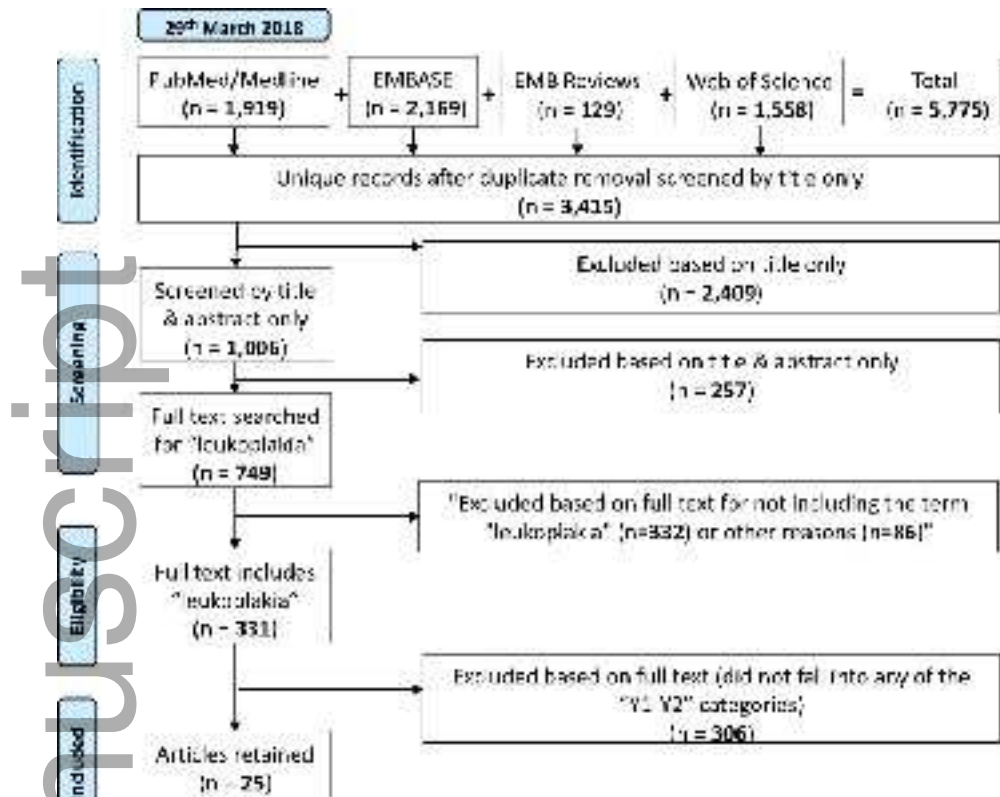 29th March 2018
Identification
PubMed/Medline
(n = 1,919)
+
EMBASE
(n = 2,169)
+
EMB Reviews
(n = 129)
+
Web of Science
(n = 1,558)
=
Total
(n = 5,775)
Unique records after duplicate removal screened by title only
(n = 3,415)
Screening
Excluded based on title only
(n = 2,409)
Screened by title
& abstract only
(n = 1,006)
Excluded based on title & abstract only
(n = 257)
Full text searched
for "leukoplakia"
(n = 749)
"Excluded based on full text for not including the term
"leukoplakia" (n=332) or other reasons (n=86)"
Eligibility
Full text includes
"leukoplakia"
(n = 331)
Excluded based on full text (did not fall into any of the
"Y1-Y2" categories)
(n = 306)
ncluded
Articles retained
(n = 25)
nuscript